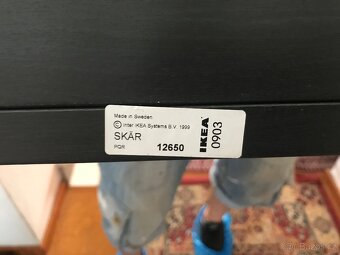 Made in Sweden
© Inter IKEA Systems B.V. 1999
SKÄR
PQR 12650
IKEA
0903